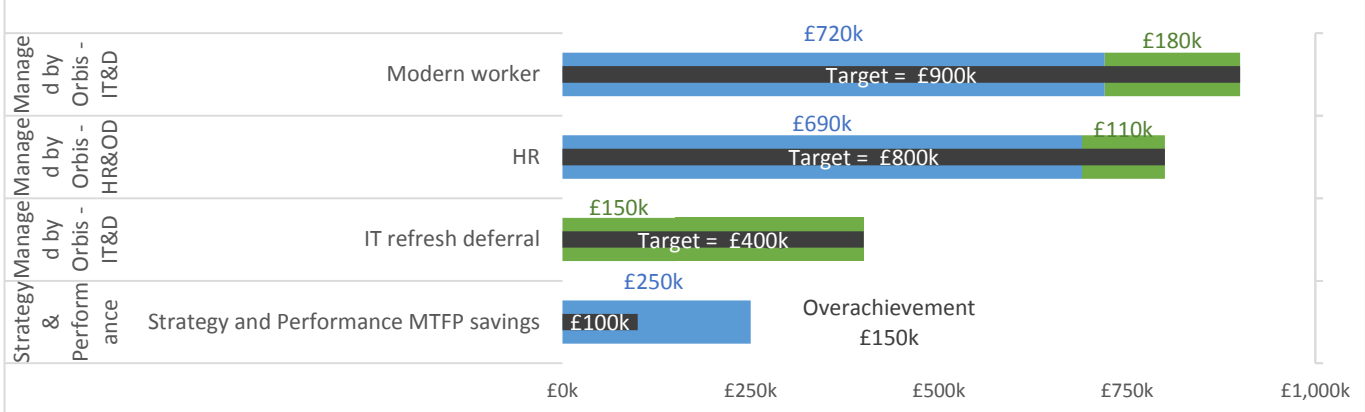 Manage
d by
Orbis -
IT&D
Modern worker
£720k
£180k
Target = £900k
Manage
d by
Orbis -
HR&OD
HR
£690k
£110k
Target = £800k
Manage
d by
Orbis -
IT&D
IT refresh deferral
£150k
Target = £400k
Strategy
&
Perform
ance
Strategy and Performance MTFP savings
£250k
£100k
Overachievement
£150k
£0k £250k £500k £750k £1,000k